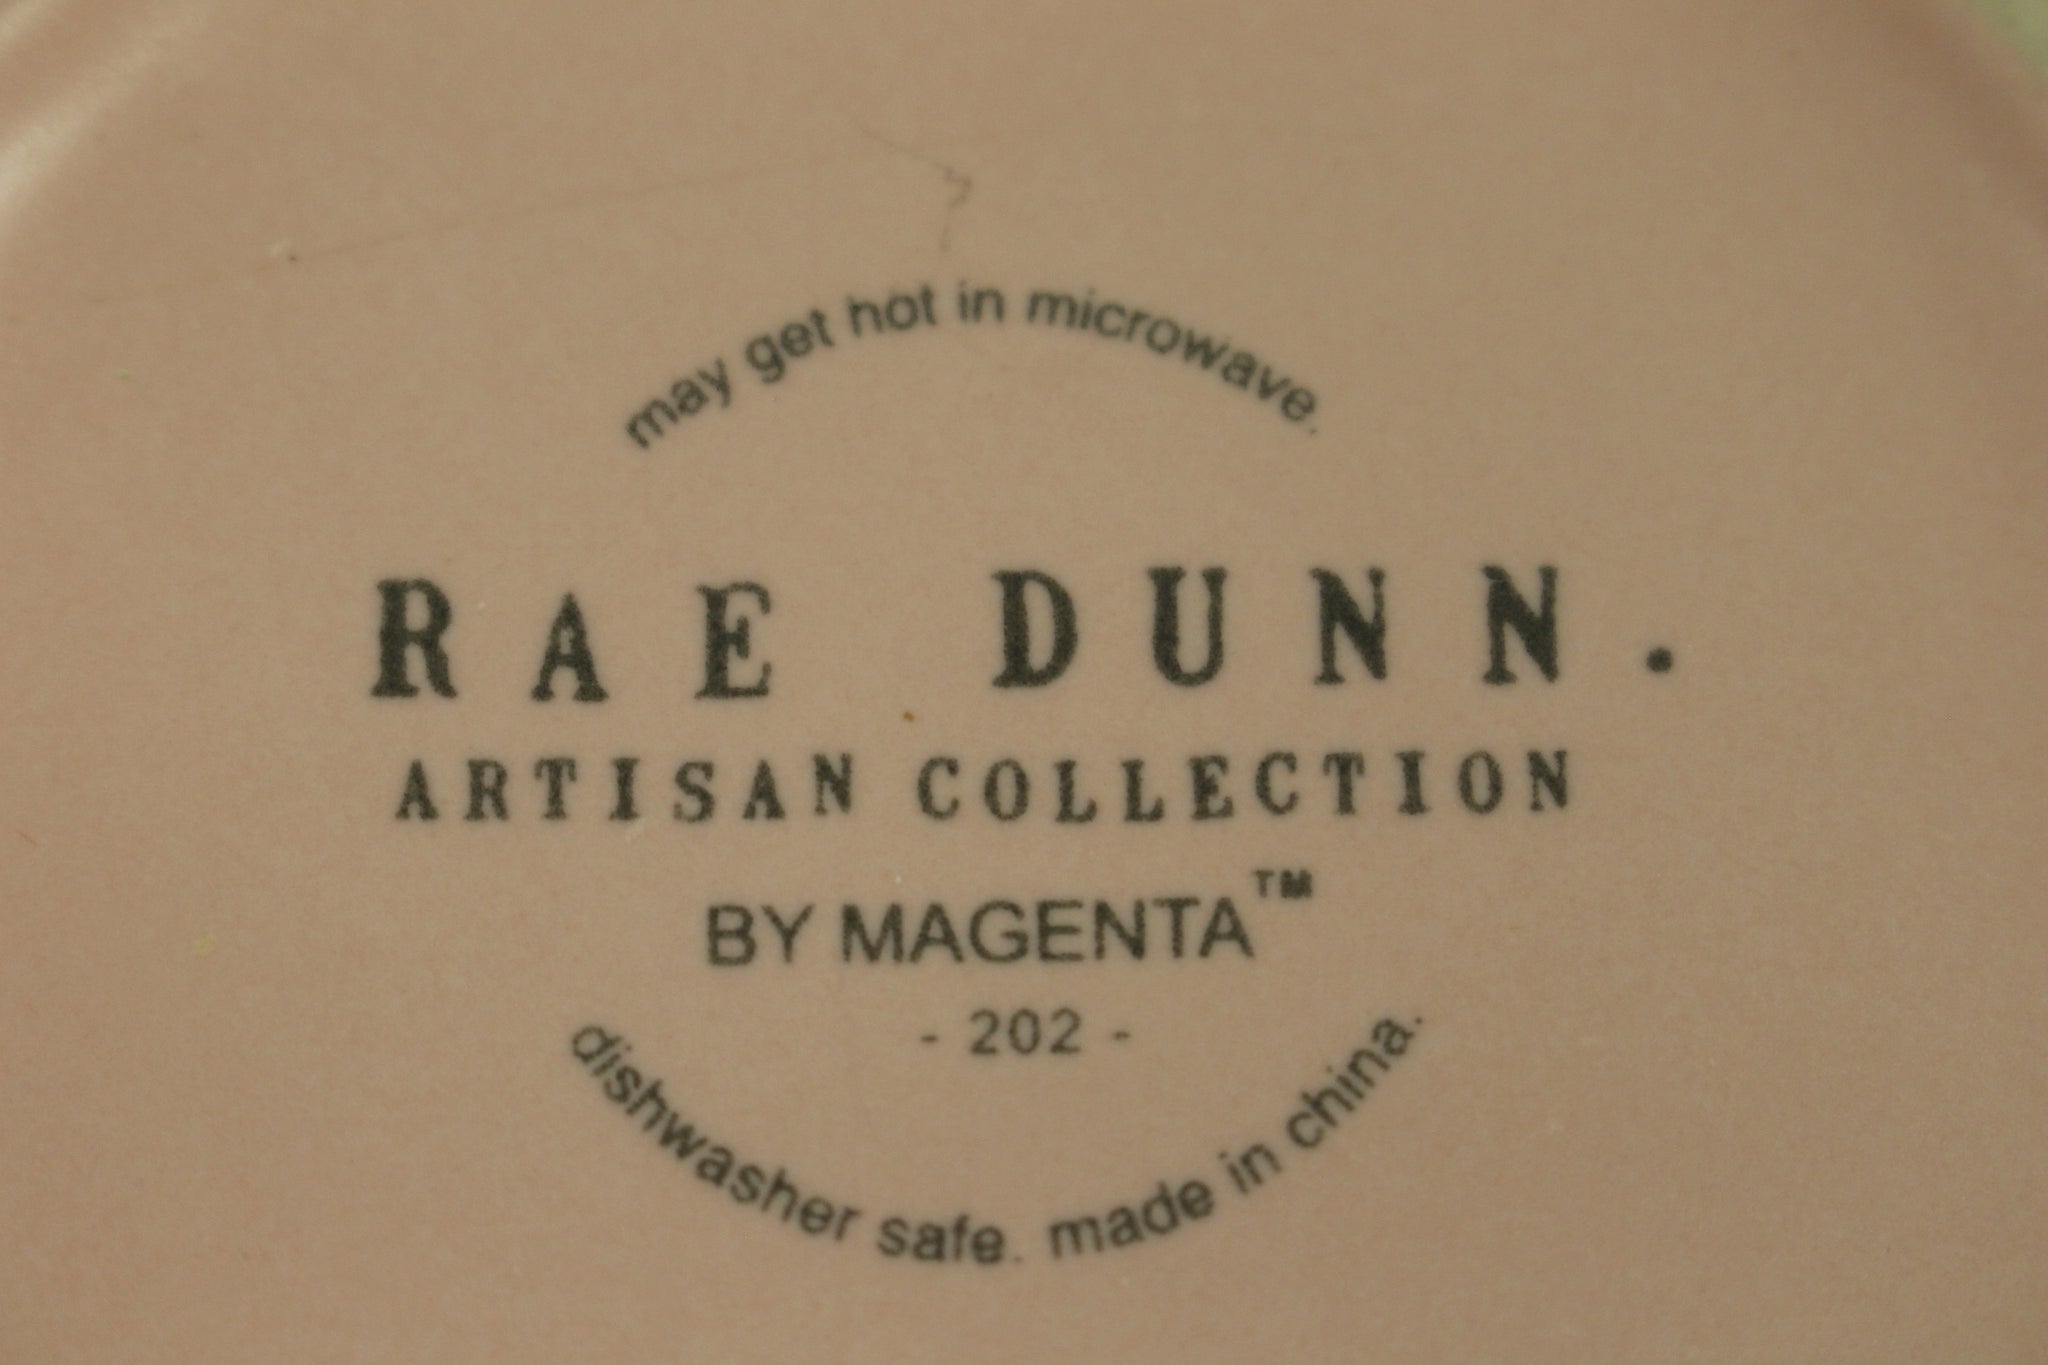 may get hot in microwave.
RAE DUNN.
ARTISAN COLLECTION
BY MAGENTA™
- 202 -
dishwasher safe. made in china.